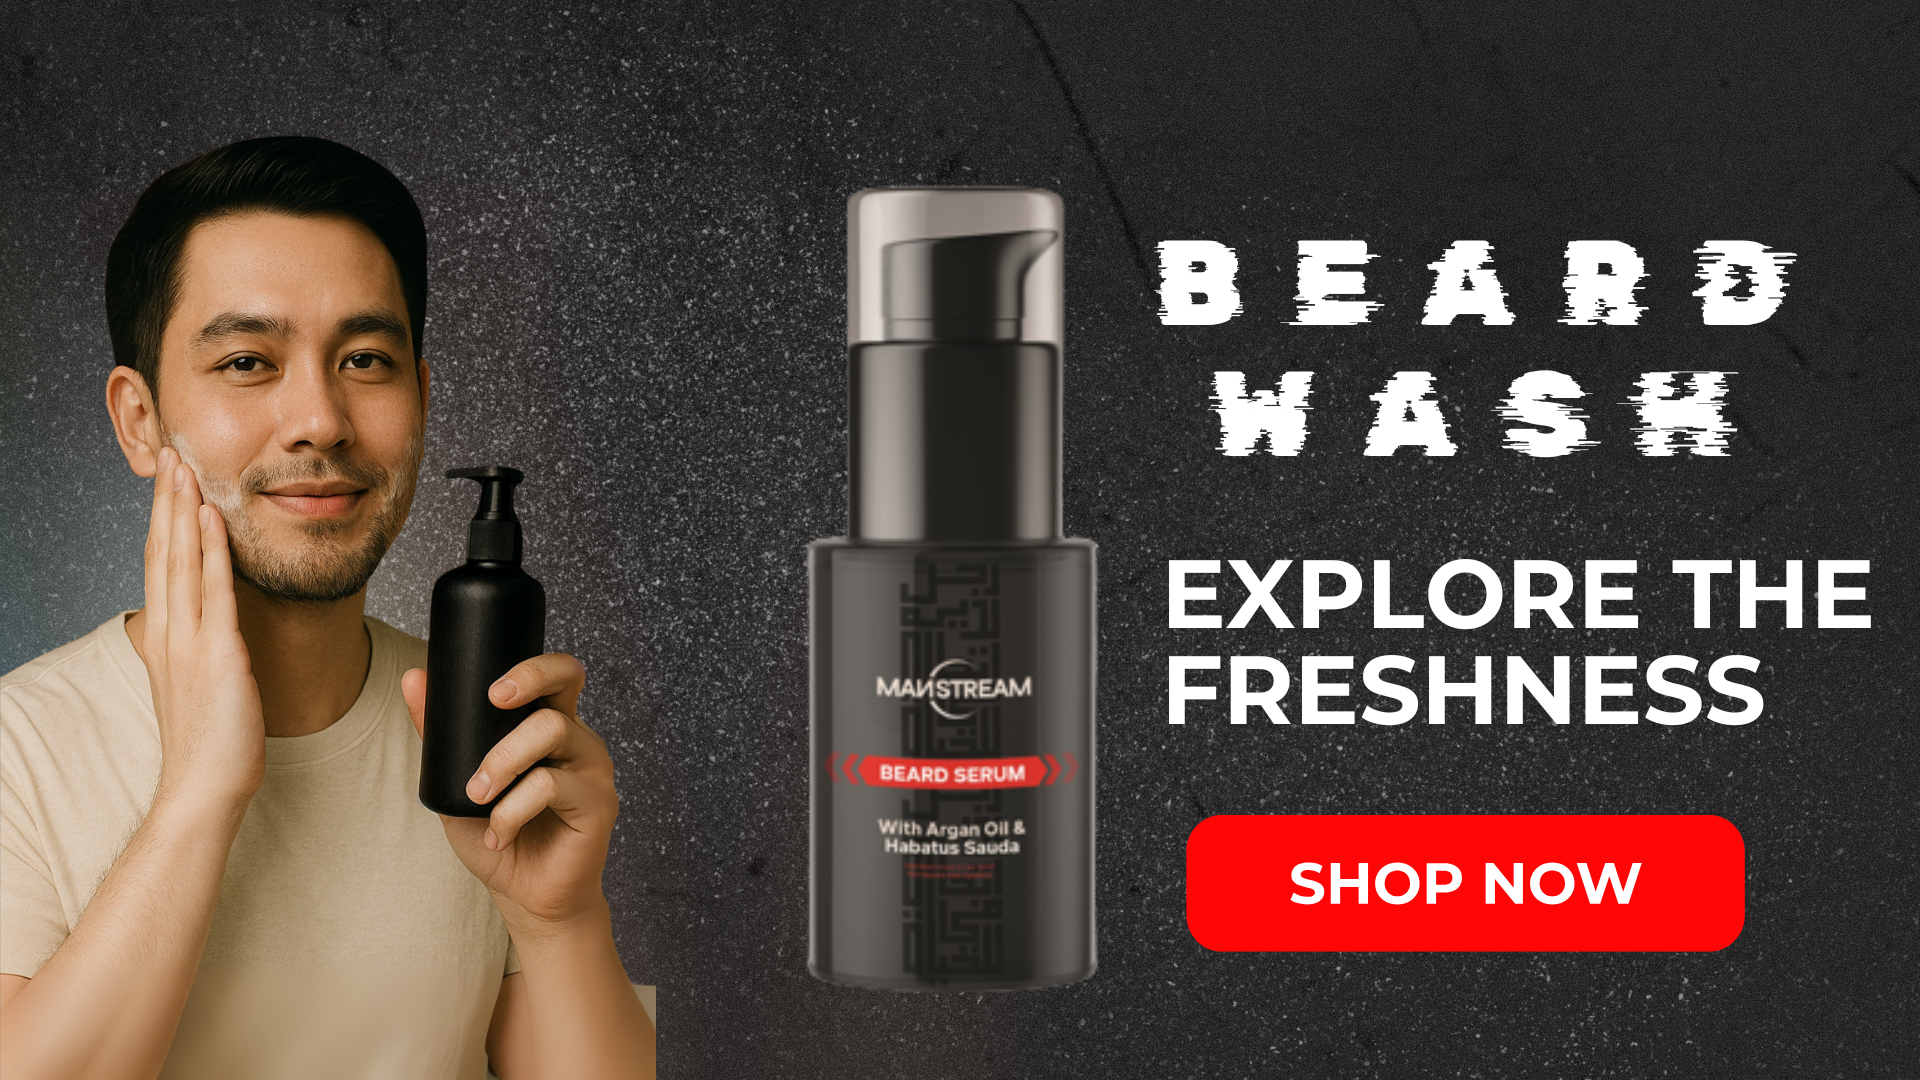 BEARD
WASH
EXPLORE THE
FRESHNESS
SHOP NOW
MANSTREAM
BEARD SERUM
With Argan Oil &
Habatus Sauda